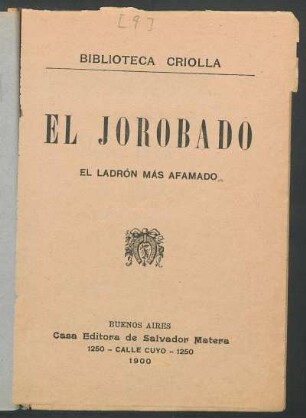 [9]
BIBLIOTECA CRIOLLA
EL JOROBADO
EL LADRÓN MÁS AFAMADO
BUENOS AIRES
Casa Editora de Salvador Matera
1250 – CALLE CUYO – 1250
1900